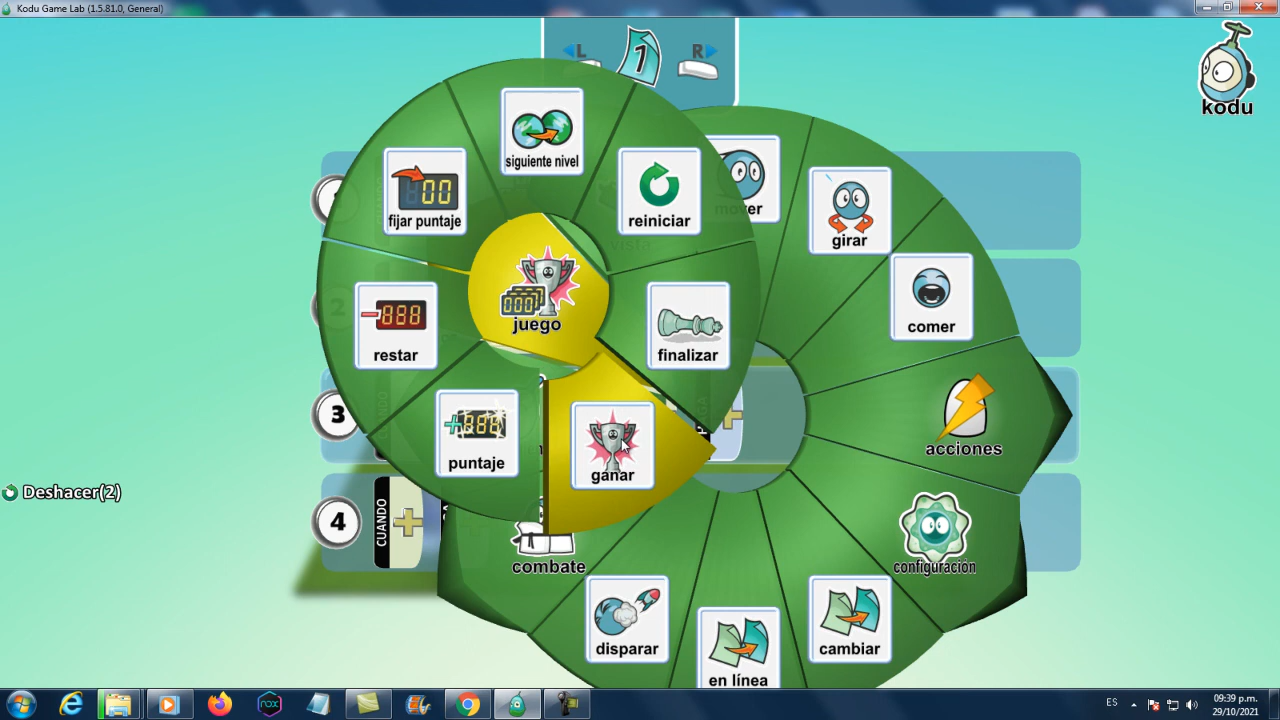 Kodu Game Lab (1.5.81.0, General)
L
1
R
kodu
siguiente nivel
fijar puntaje
reiniciar
mover
girar
vista
comer
juego
restar
finalizar
acciones
3
puntaje
ganar
Deshacer(2)
4
CUANDO
combate
configuración
disparar
en línea
cambiar
nox
ES
09:39 p.m.
29/10/2021